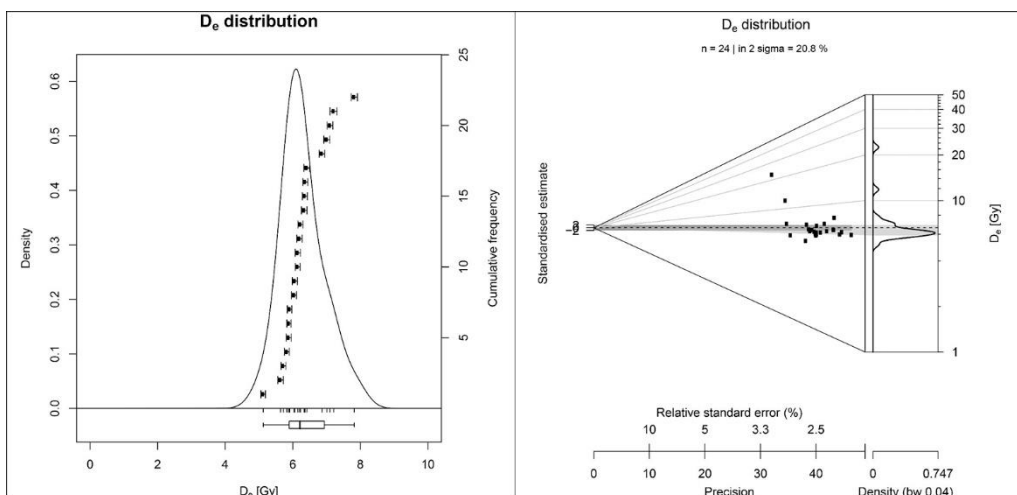 De distribution
Density
0.0
0.1
0.2
0.3
0.4
0.5
0.6
5
10
15
20
25
Cumulative frequency
0 2 4 6 8 10
De [Gy]
De distribution
n = 24 | in 2 sigma = 20.8 %
Standardised estimate
2
0
−2
50
40
30
20
10
1
De [Gy]
Relative standard error (%)
10 5 3.3 2.5
0 10 20 30 40
Precision
0 0.747
Density (bw 0.04)